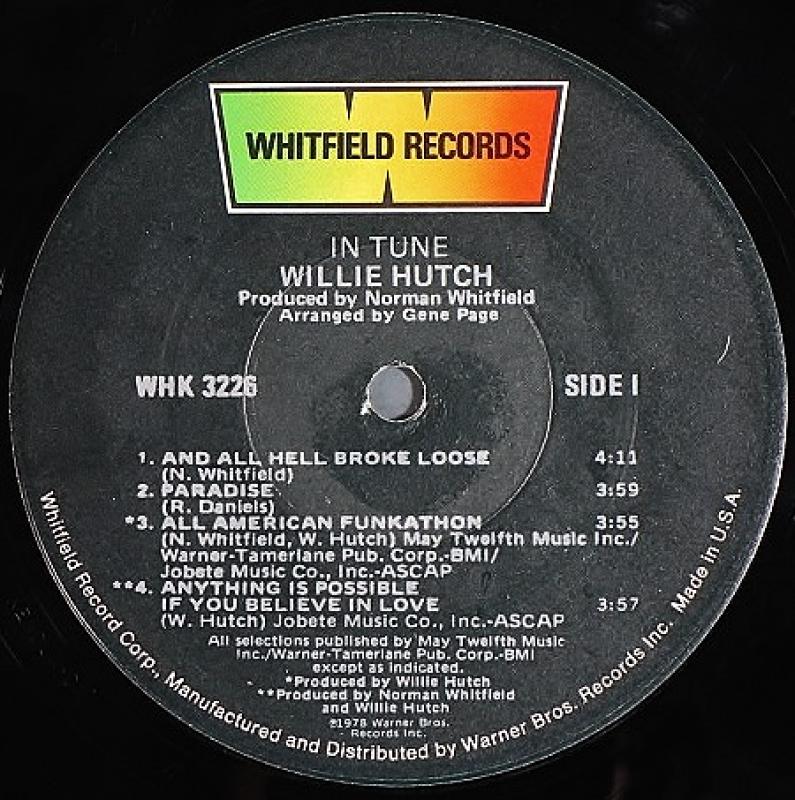 WHITFIELD RECORDS
IN TUNE
WILLIE HUTCH
Produced by Norman Whitfield
Arranged by Gene Page
WHK 3226
SIDE I
1. AND ALL HELL BROKE LOOSE 4:11
(N. Whitfield)
2. PARADISE 3:59
(R. Daniels)
*3. ALL AMERICAN FUNKATHON 3:55
(N. Whitfield, W. Hutch) May Twelfth Music Inc./
Warner-Tamerlane Pub. Corp.-BMI/
Jobete Music Co., Inc.-ASCAP
**4. ANYTHING IS POSSIBLE
IF YOU BELIEVE IN LOVE 3:57
(W. Hutch) Jobete Music Co., Inc.-ASCAP
All selections published by May Twelfth Music
Inc./Warner-Tamerlane Pub. Corp.-BMI
except as indicated.
*Produced by Willie Hutch
**Produced by Norman Whitfield
and Willie Hutch
℗1978 Warner Bros.
Records Inc.
Whitfield Record Corp., Manufactured and Distributed by Warner Bros. Records Inc. Made in U.S.A.